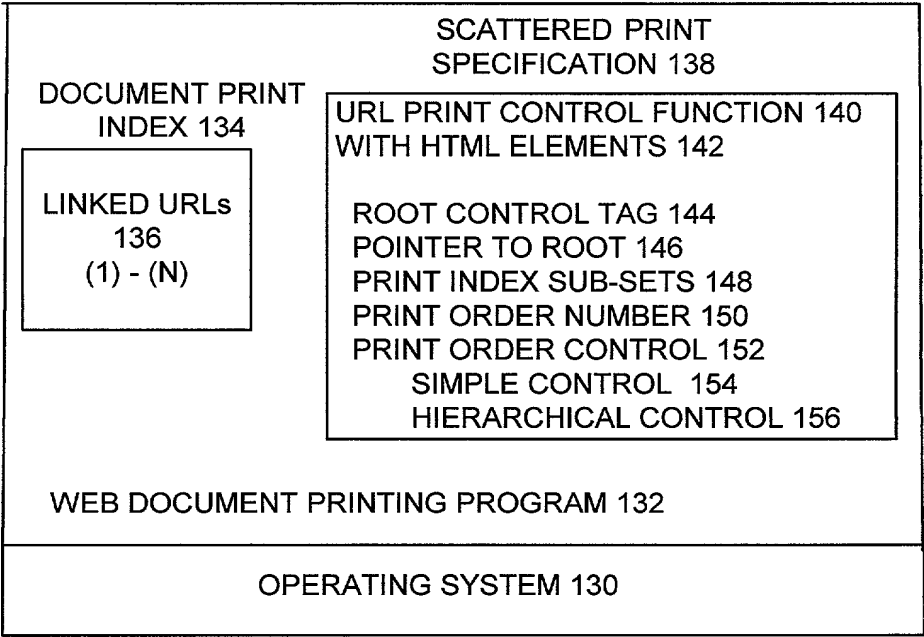 SCATTERED PRINT
SPECIFICATION 138
DOCUMENT PRINT
INDEX 134
LINKED URLs
136
(1) - (N)
URL PRINT CONTROL FUNCTION 140
WITH HTML ELEMENTS 142
ROOT CONTROL TAG 144
POINTER TO ROOT 146
PRINT INDEX SUB-SETS 148
PRINT ORDER NUMBER 150
PRINT ORDER CONTROL 152
SIMPLE CONTROL 154
HIERARCHICAL CONTROL 156
WEB DOCUMENT PRINTING PROGRAM 132
OPERATING SYSTEM 130